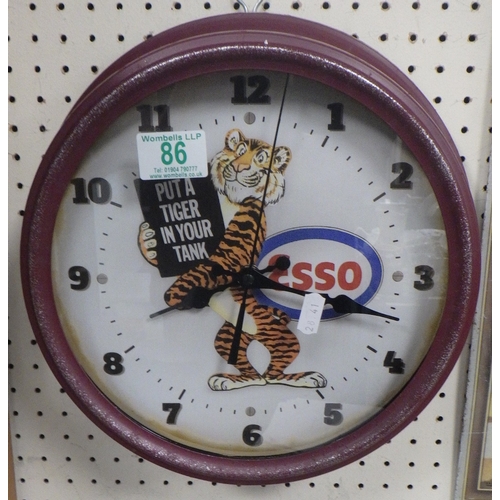 Wombells LLP
86
Tel: 01904 790777
www.wombells.co.uk
PUT A
TIGER
IN YOUR
TANK
ESSO
12
1
2
3
4
5
6
7
8
9
10
11